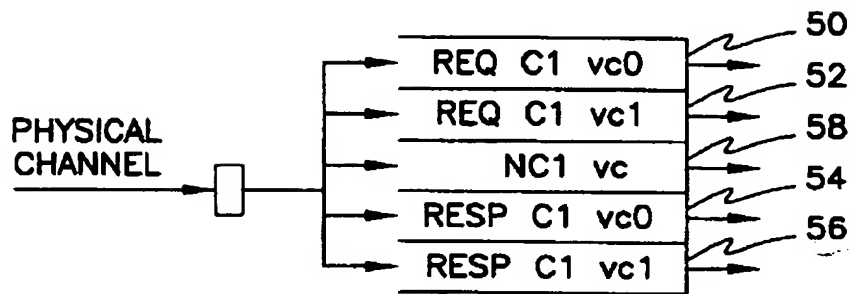 50
REQ C1 vc0
52
REQ C1 vc1
58
PHYSICAL
CHANNEL
NC1 vc
54
RESP C1 vc0
56
RESP C1 vc1